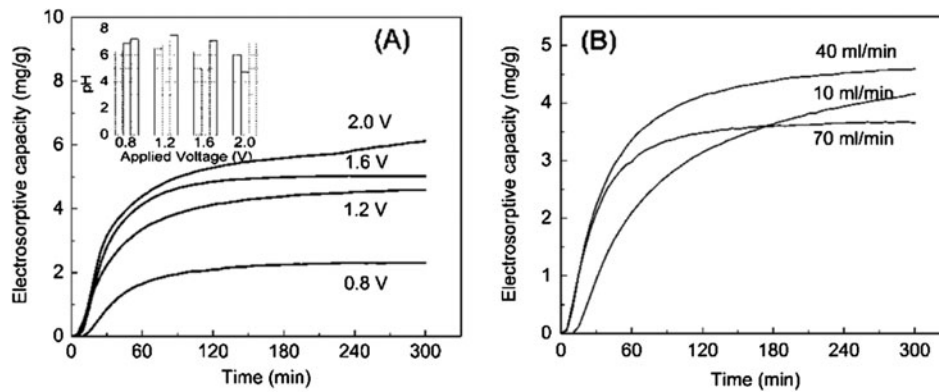 (A)
Electrosorptive capacity (mg/g)
10
8
6
4
2
0
0 60 120 180 240 300
Time (min)
pH
8
6
4
2
0
0.8 1.2 1.6 2.0
Applied Voltage (V)
2.0 V
1.6 V
1.2 V
0.8 V
(B)
Electrosorptive capacity (mg/g)
5
4
3
2
1
0
0 60 120 180 240 300
Time (min)
40 ml/min
10 ml/min
70 ml/min